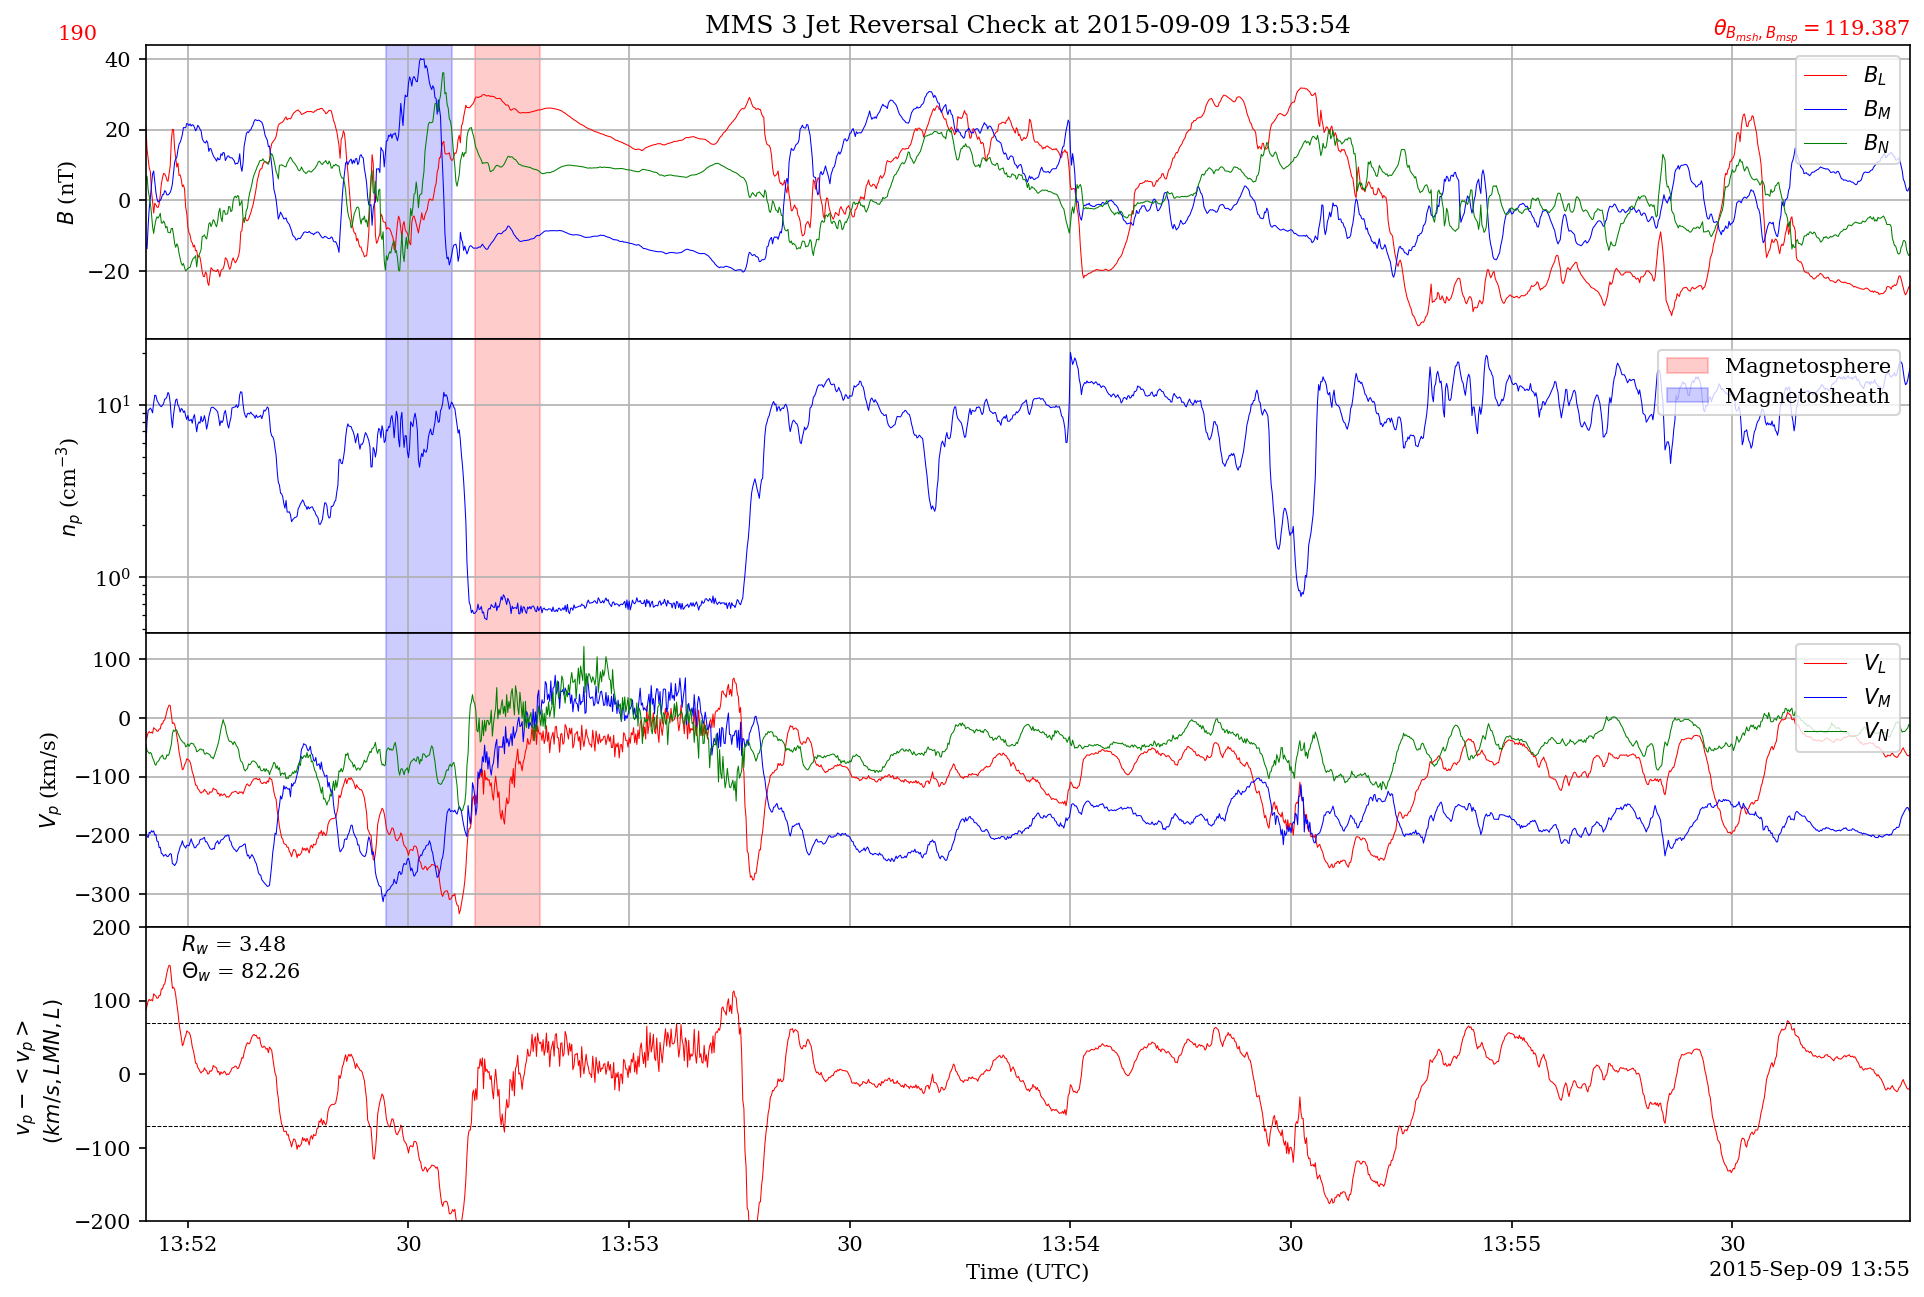 MMS 3 Jet Reversal Check at 2015-09-09 13:53:54
190
θ_{B_{msh}, B_{msp}} = 119.387
40
20
0
−20
B (nT)
B_L
B_M
B_N
10^1
10^0
n_p (cm^{−3})
Magnetosphere
Magnetosheath
100
0
−100
−200
−300
V_p (km/s)
V_L
V_M
V_N
200
100
0
−100
−200
v_p − <v_p>
(km/s, LMN, L)
R_w = 3.48
Θ_w = 82.26
13:52
30
13:53
30
13:54
30
13:55
30
Time (UTC)
2015-Sep-09 13:55